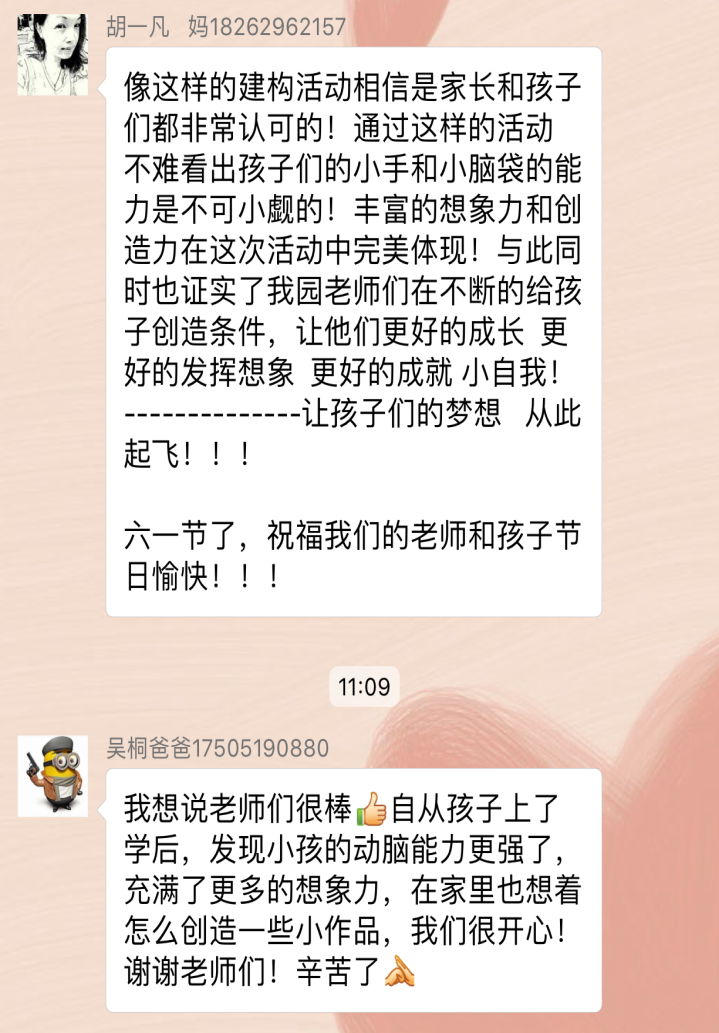 胡一凡 妈18262962157
像这样的建构活动相信是家长和孩子
们都非常认可的！通过这样的活动
不难看出孩子们的小手和小脑袋的能
力是不可小觑的！丰富的想象力和创
造力在这次活动中完美体现！与此同
时也证实了我园老师们在不断的给孩
子创造条件，让他们更好的成长 更
好的发挥想象 更好的成就 小自我！
--------------让孩子们的梦想 从此
起飞！！！
六一节了，祝福我们的老师和孩子节
日愉快！！！
11:09
吴桐爸爸17505190880
我想说老师们很棒👍自从孩子上了
学后，发现小孩的动脑能力更强了，
充满了更多的想象力，在家里也想着
怎么创造一些小作品，我们很开心！
谢谢老师们！辛苦了🙏